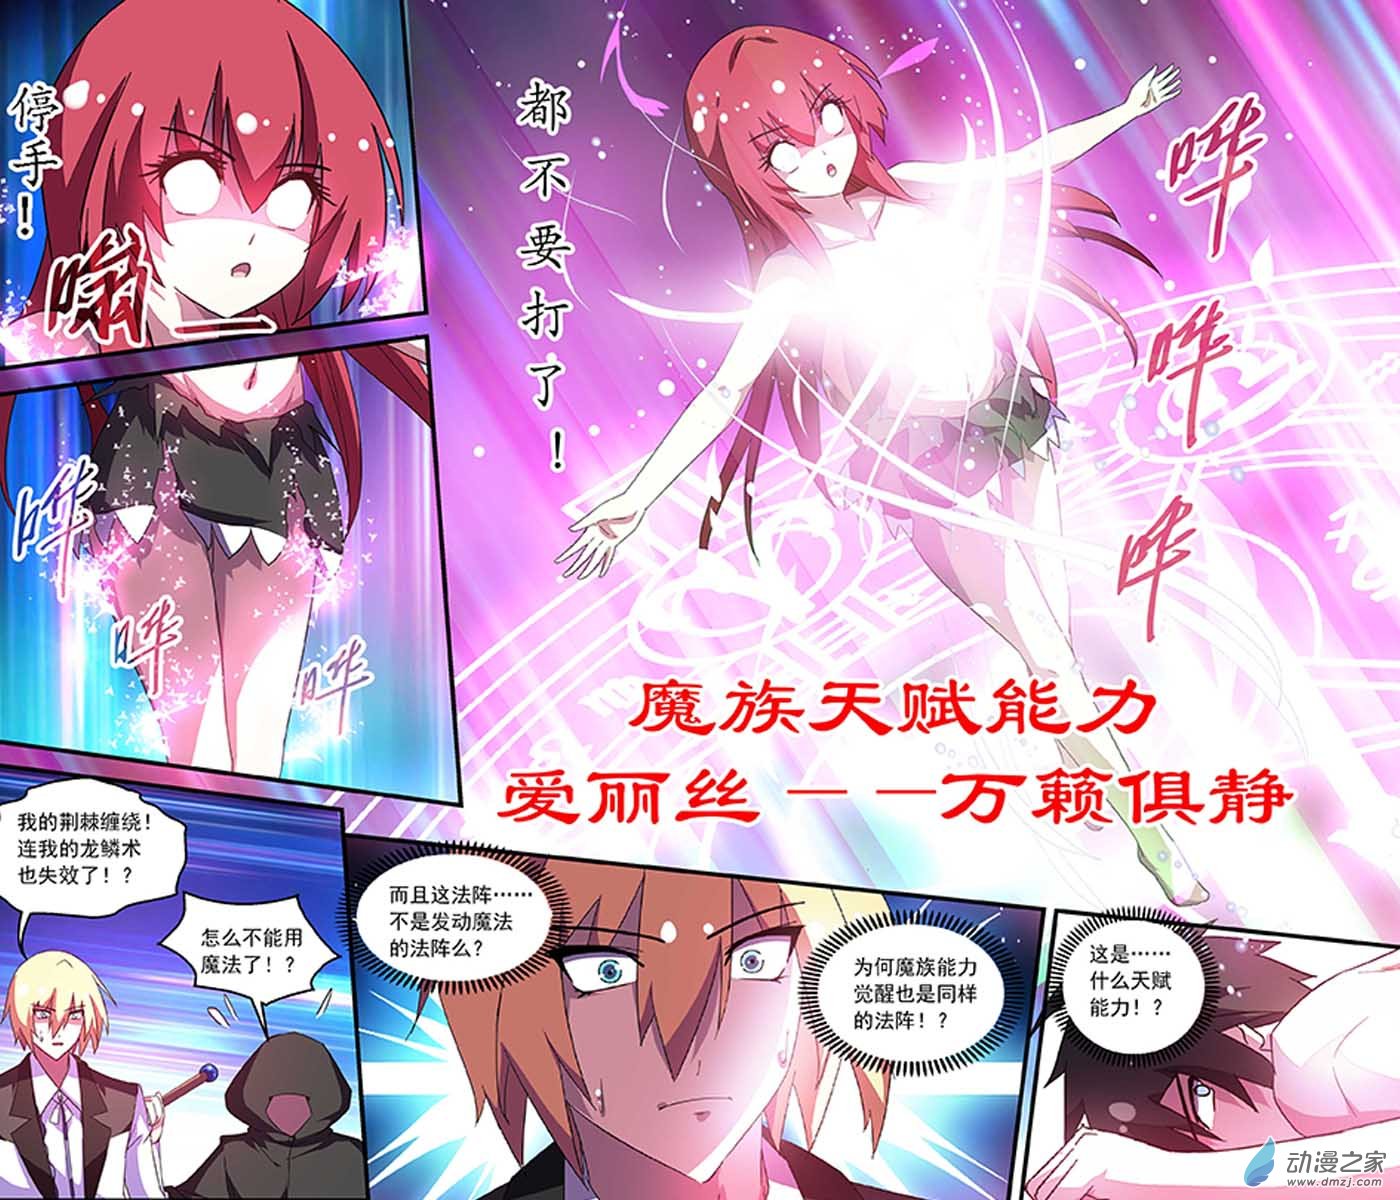 停手！
嗡——
哗
哗
哗
都不要打了！
哗
哗
哗
魔族天赋能力
爱丽丝——万籁俱静
我的荆棘缠绕！
连我的龙鳞术
也失效了！？
怎么不能用
魔法了！？
而且这法阵……
不是发动魔法
的法阵么？
为何魔族能力
觉醒也是同样
的法阵！？
这是……
什么天赋
能力！？
动漫之家
www.dmzj.com